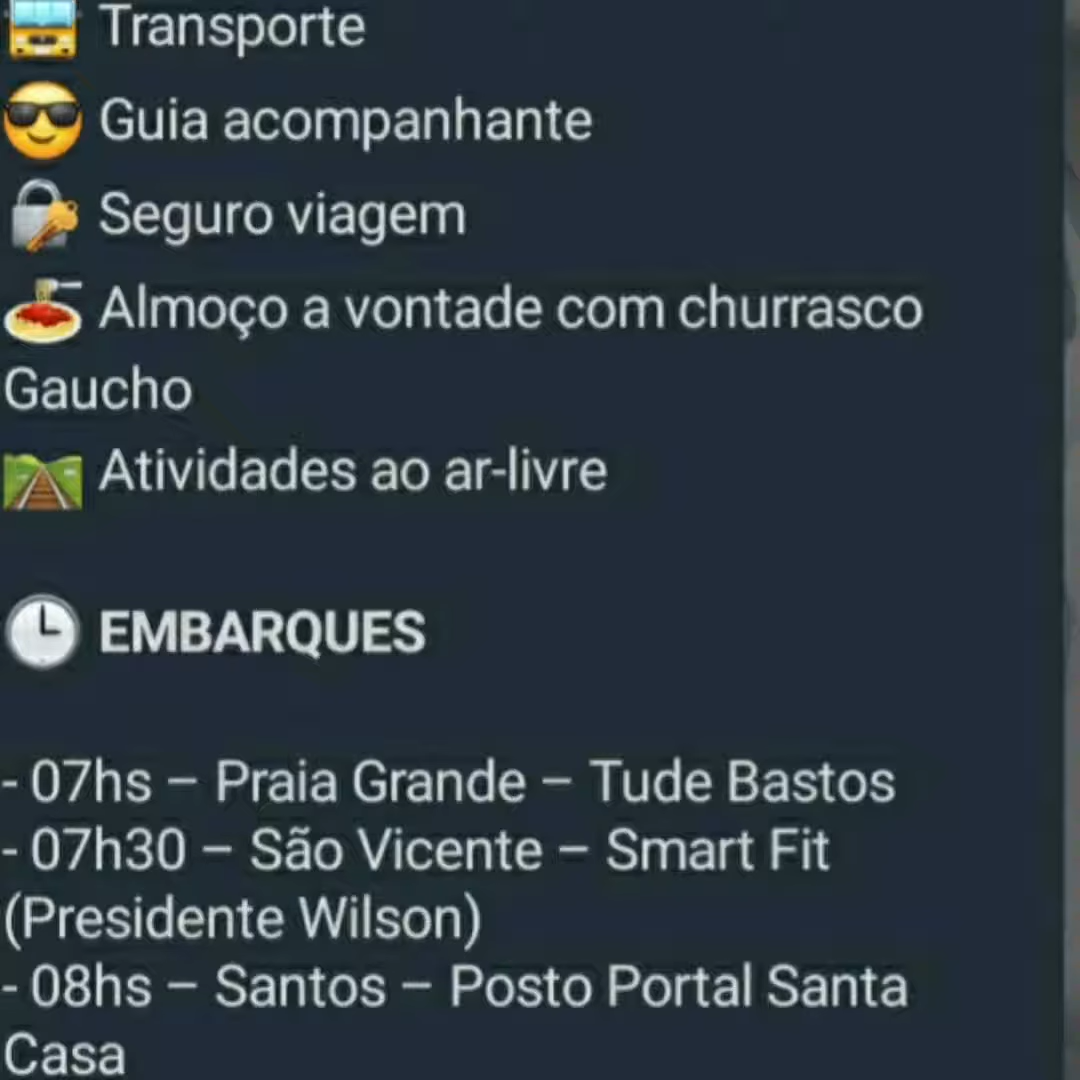 Transporte
Guia acompanhante
Seguro viagem
Almoço a vontade com churrasco
Gaucho
Atividades ao ar-livre
EMBARQUES
- 07hs – Praia Grande – Tude Bastos
- 07h30 – São Vicente – Smart Fit
(Presidente Wilson)
- 08hs – Santos – Posto Portal Santa
Casa